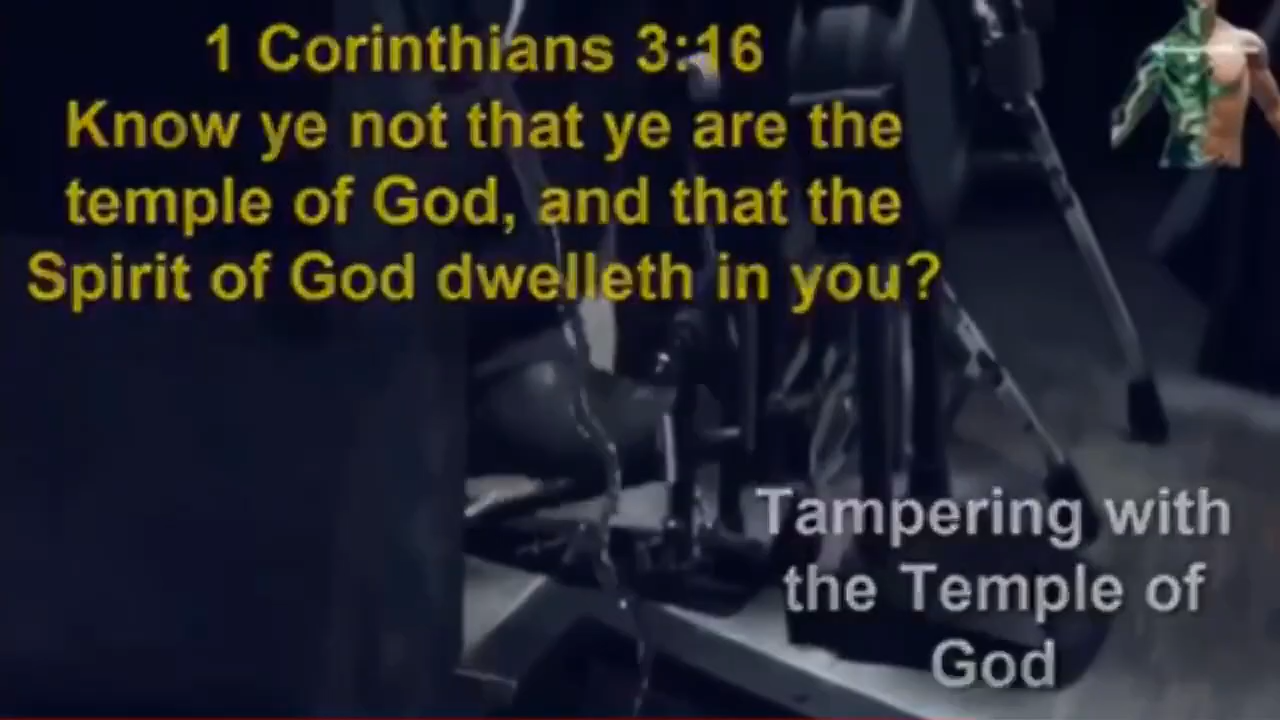 1 Corinthians 3:16
Know ye not that ye are the
temple of God, and that the
Spirit of God dwelleth in you?
Tampering with
the Temple of
God